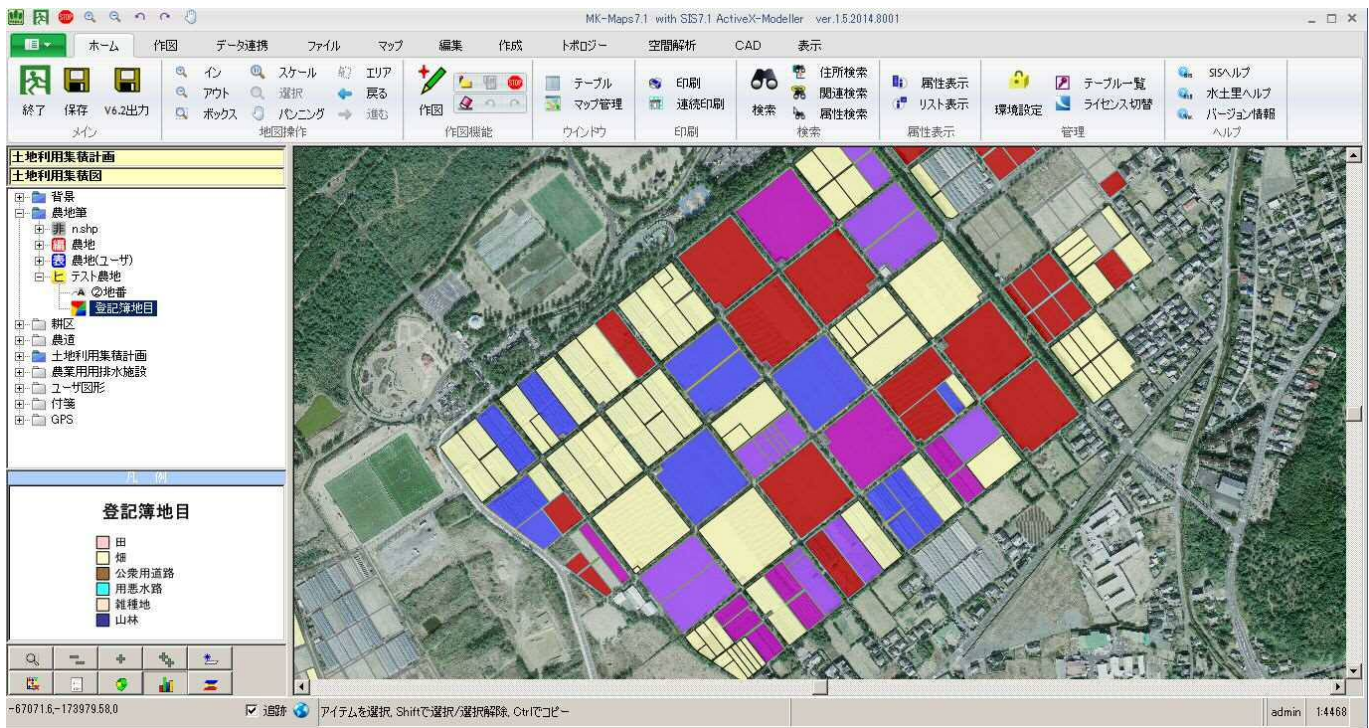 MK-Maps7.1 with SIS7.1 ActiveX-Modeller ver.1.5.2014.8001
ホーム 作図 データ連携 ファイル マップ 編集 作成 トポロジー 空間解析 CAD 表示
終了 保存 V6.2出力
メイン
イン スケール エリア
アウト 選択 戻る
ボックス パンニング 進む
地図操作
作図
作図機能
テーブル
マップ管理
ウインドウ
印刷
連続印刷
印刷
検索
住所検索
関連検索
属性検索
検索
属性表示
リスト表示
属性表示
環境設定
テーブル一覧
ライセンス切替
管理
SISヘルプ
水土里ヘルプ
バージョン情報
ヘルプ
土地利用集積計画
土地利用集積図
背景
農地筆
非 n.shp
編 農地
表 農地(ユーザ)
ヒ テスト農地
A ②地番
登記簿地目
耕区
農道
土地利用集積計画
農業用用排水施設
ユーザ図形
付箋
GPS
凡 例
登記簿地目
田
畑
公衆用道路
用悪水路
雑種地
山林
-67071.6,-173979.58,0
追跡
アイテムを選択, Shiftで選択/選択解除, Ctrlでコピー
admin 1:4468